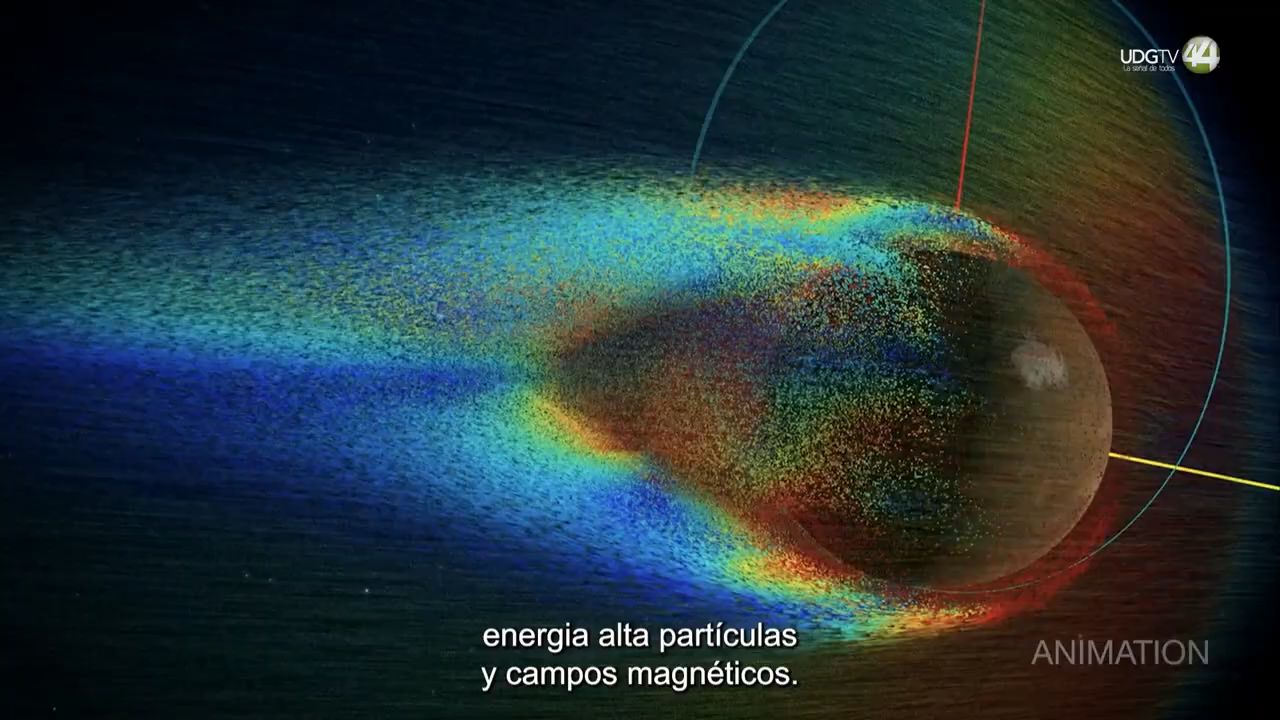 UDGTV 44
La señal de todos
energia alta partículas
y campos magnéticos.
ANIMATION